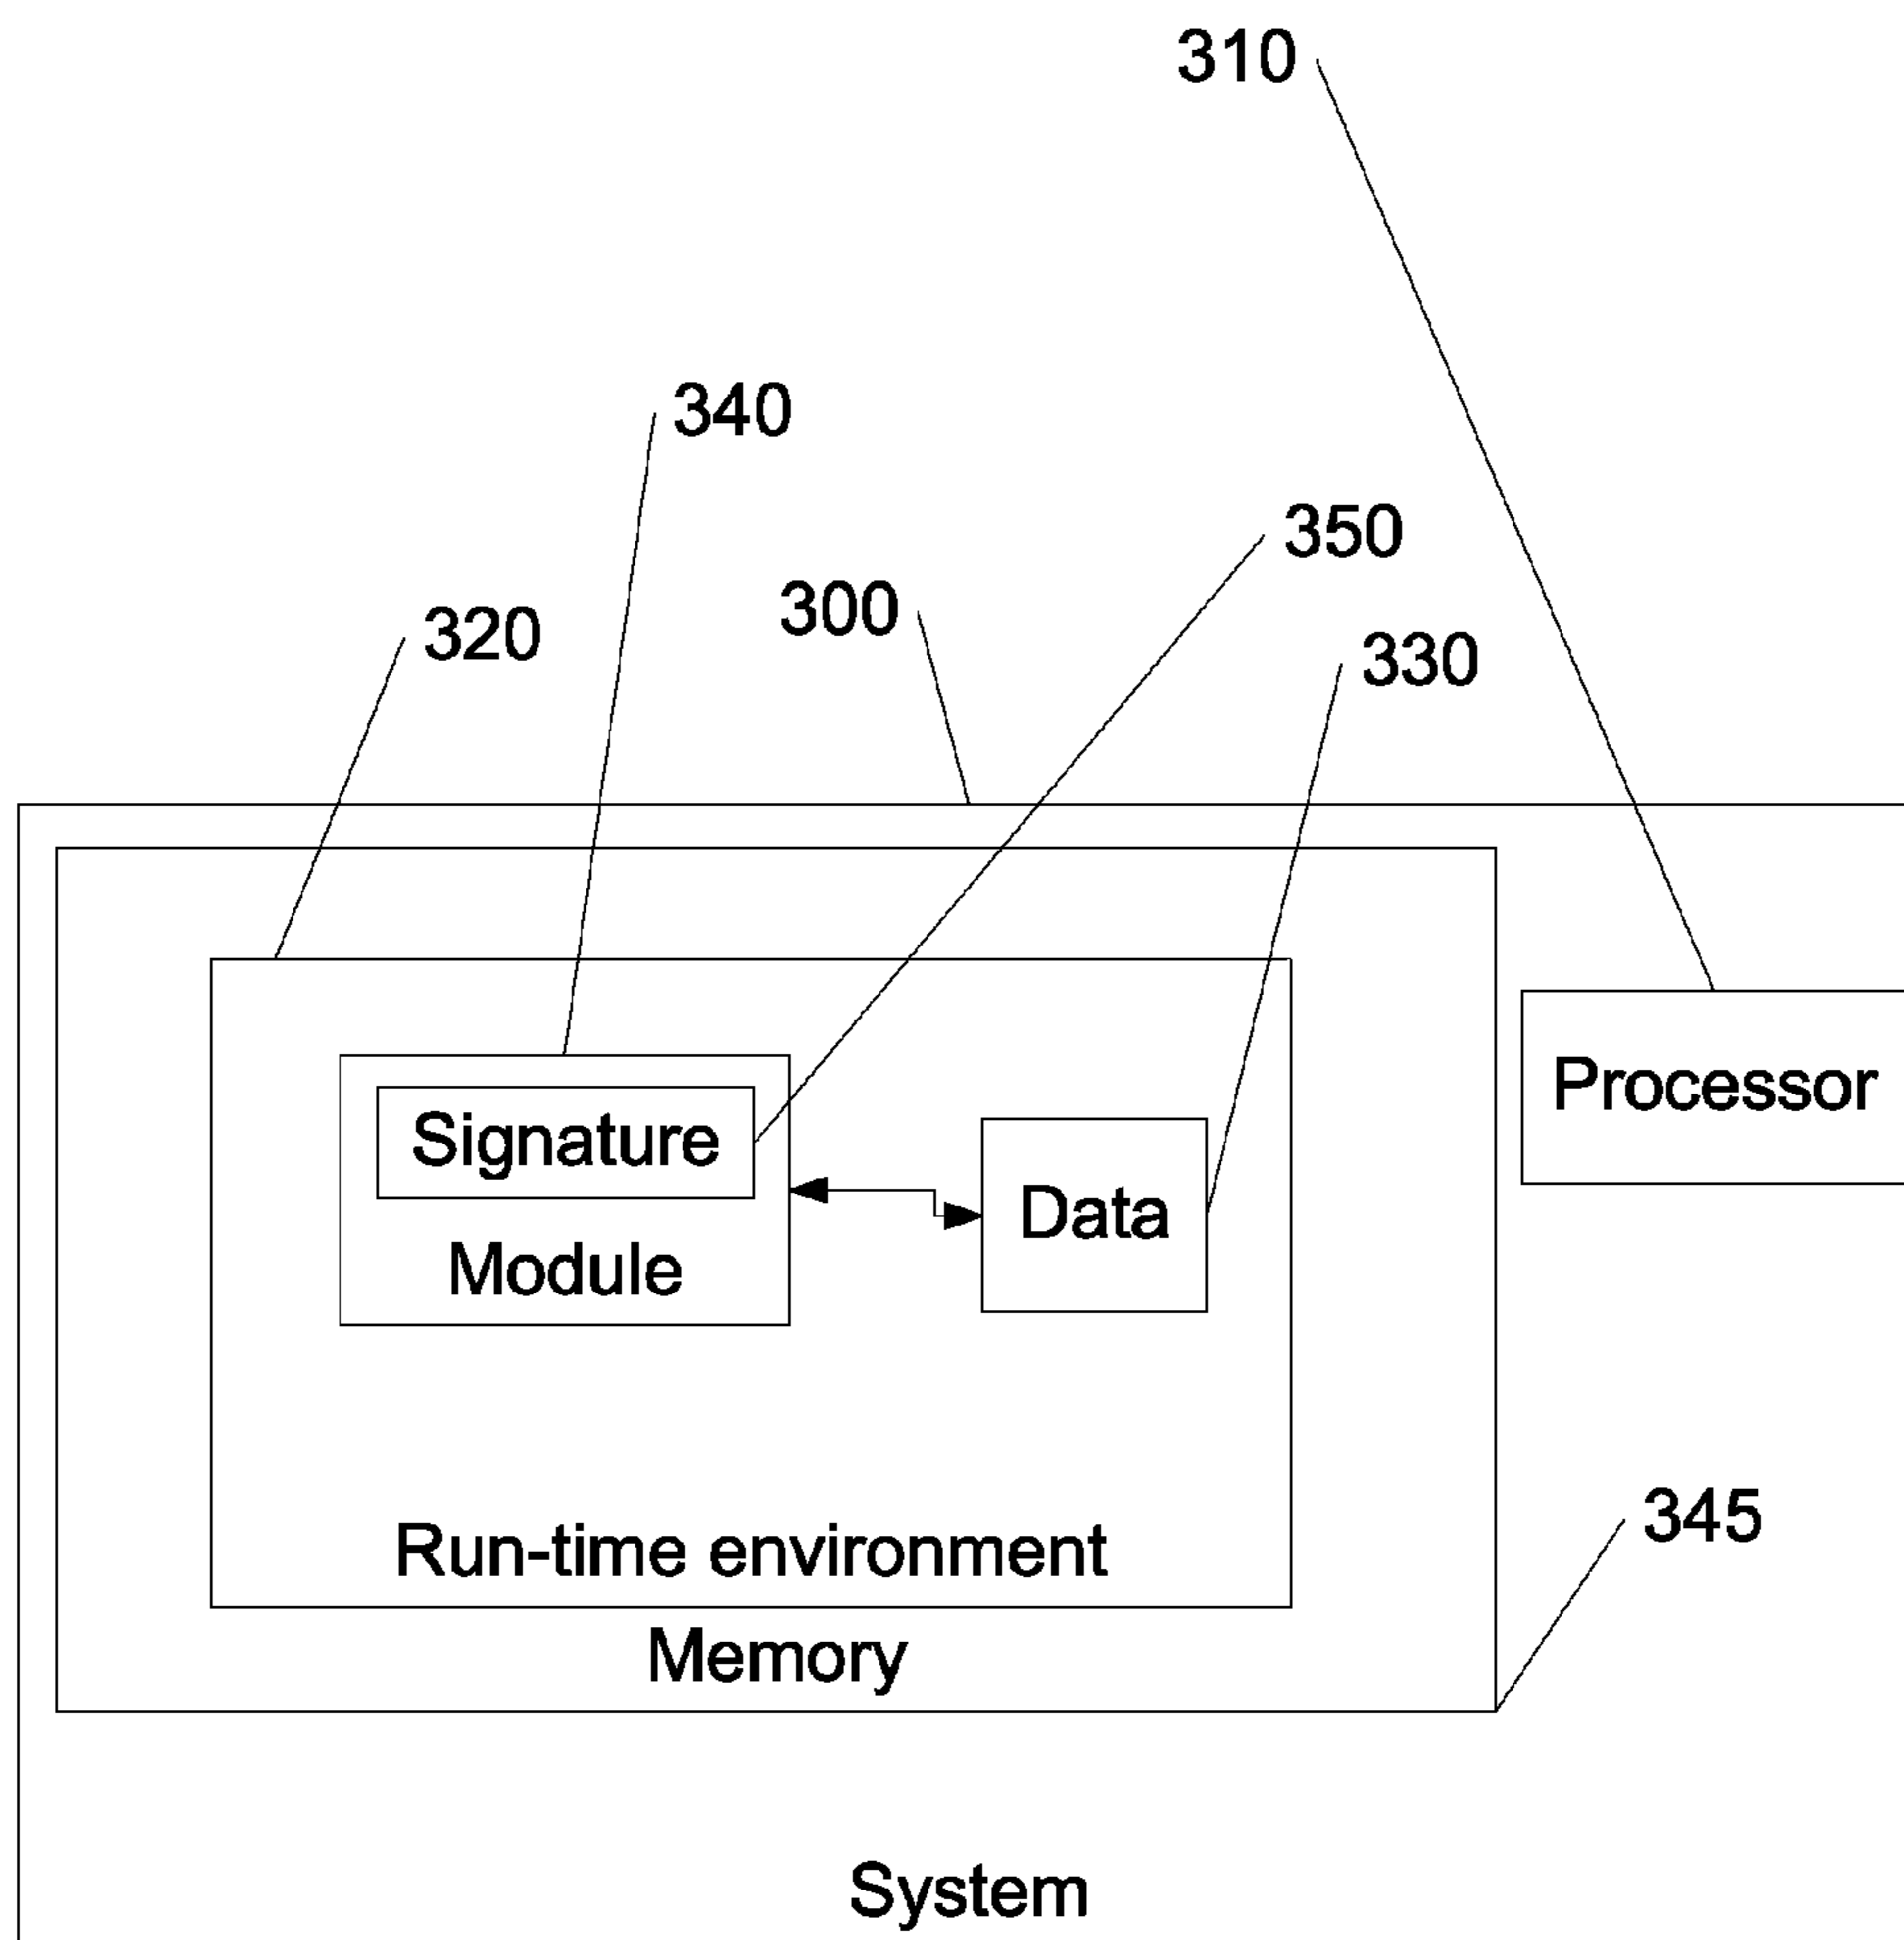 310
340
350
300
320
330
Processor
Signature
Data
Module
345
Run-time environment
Memory
System